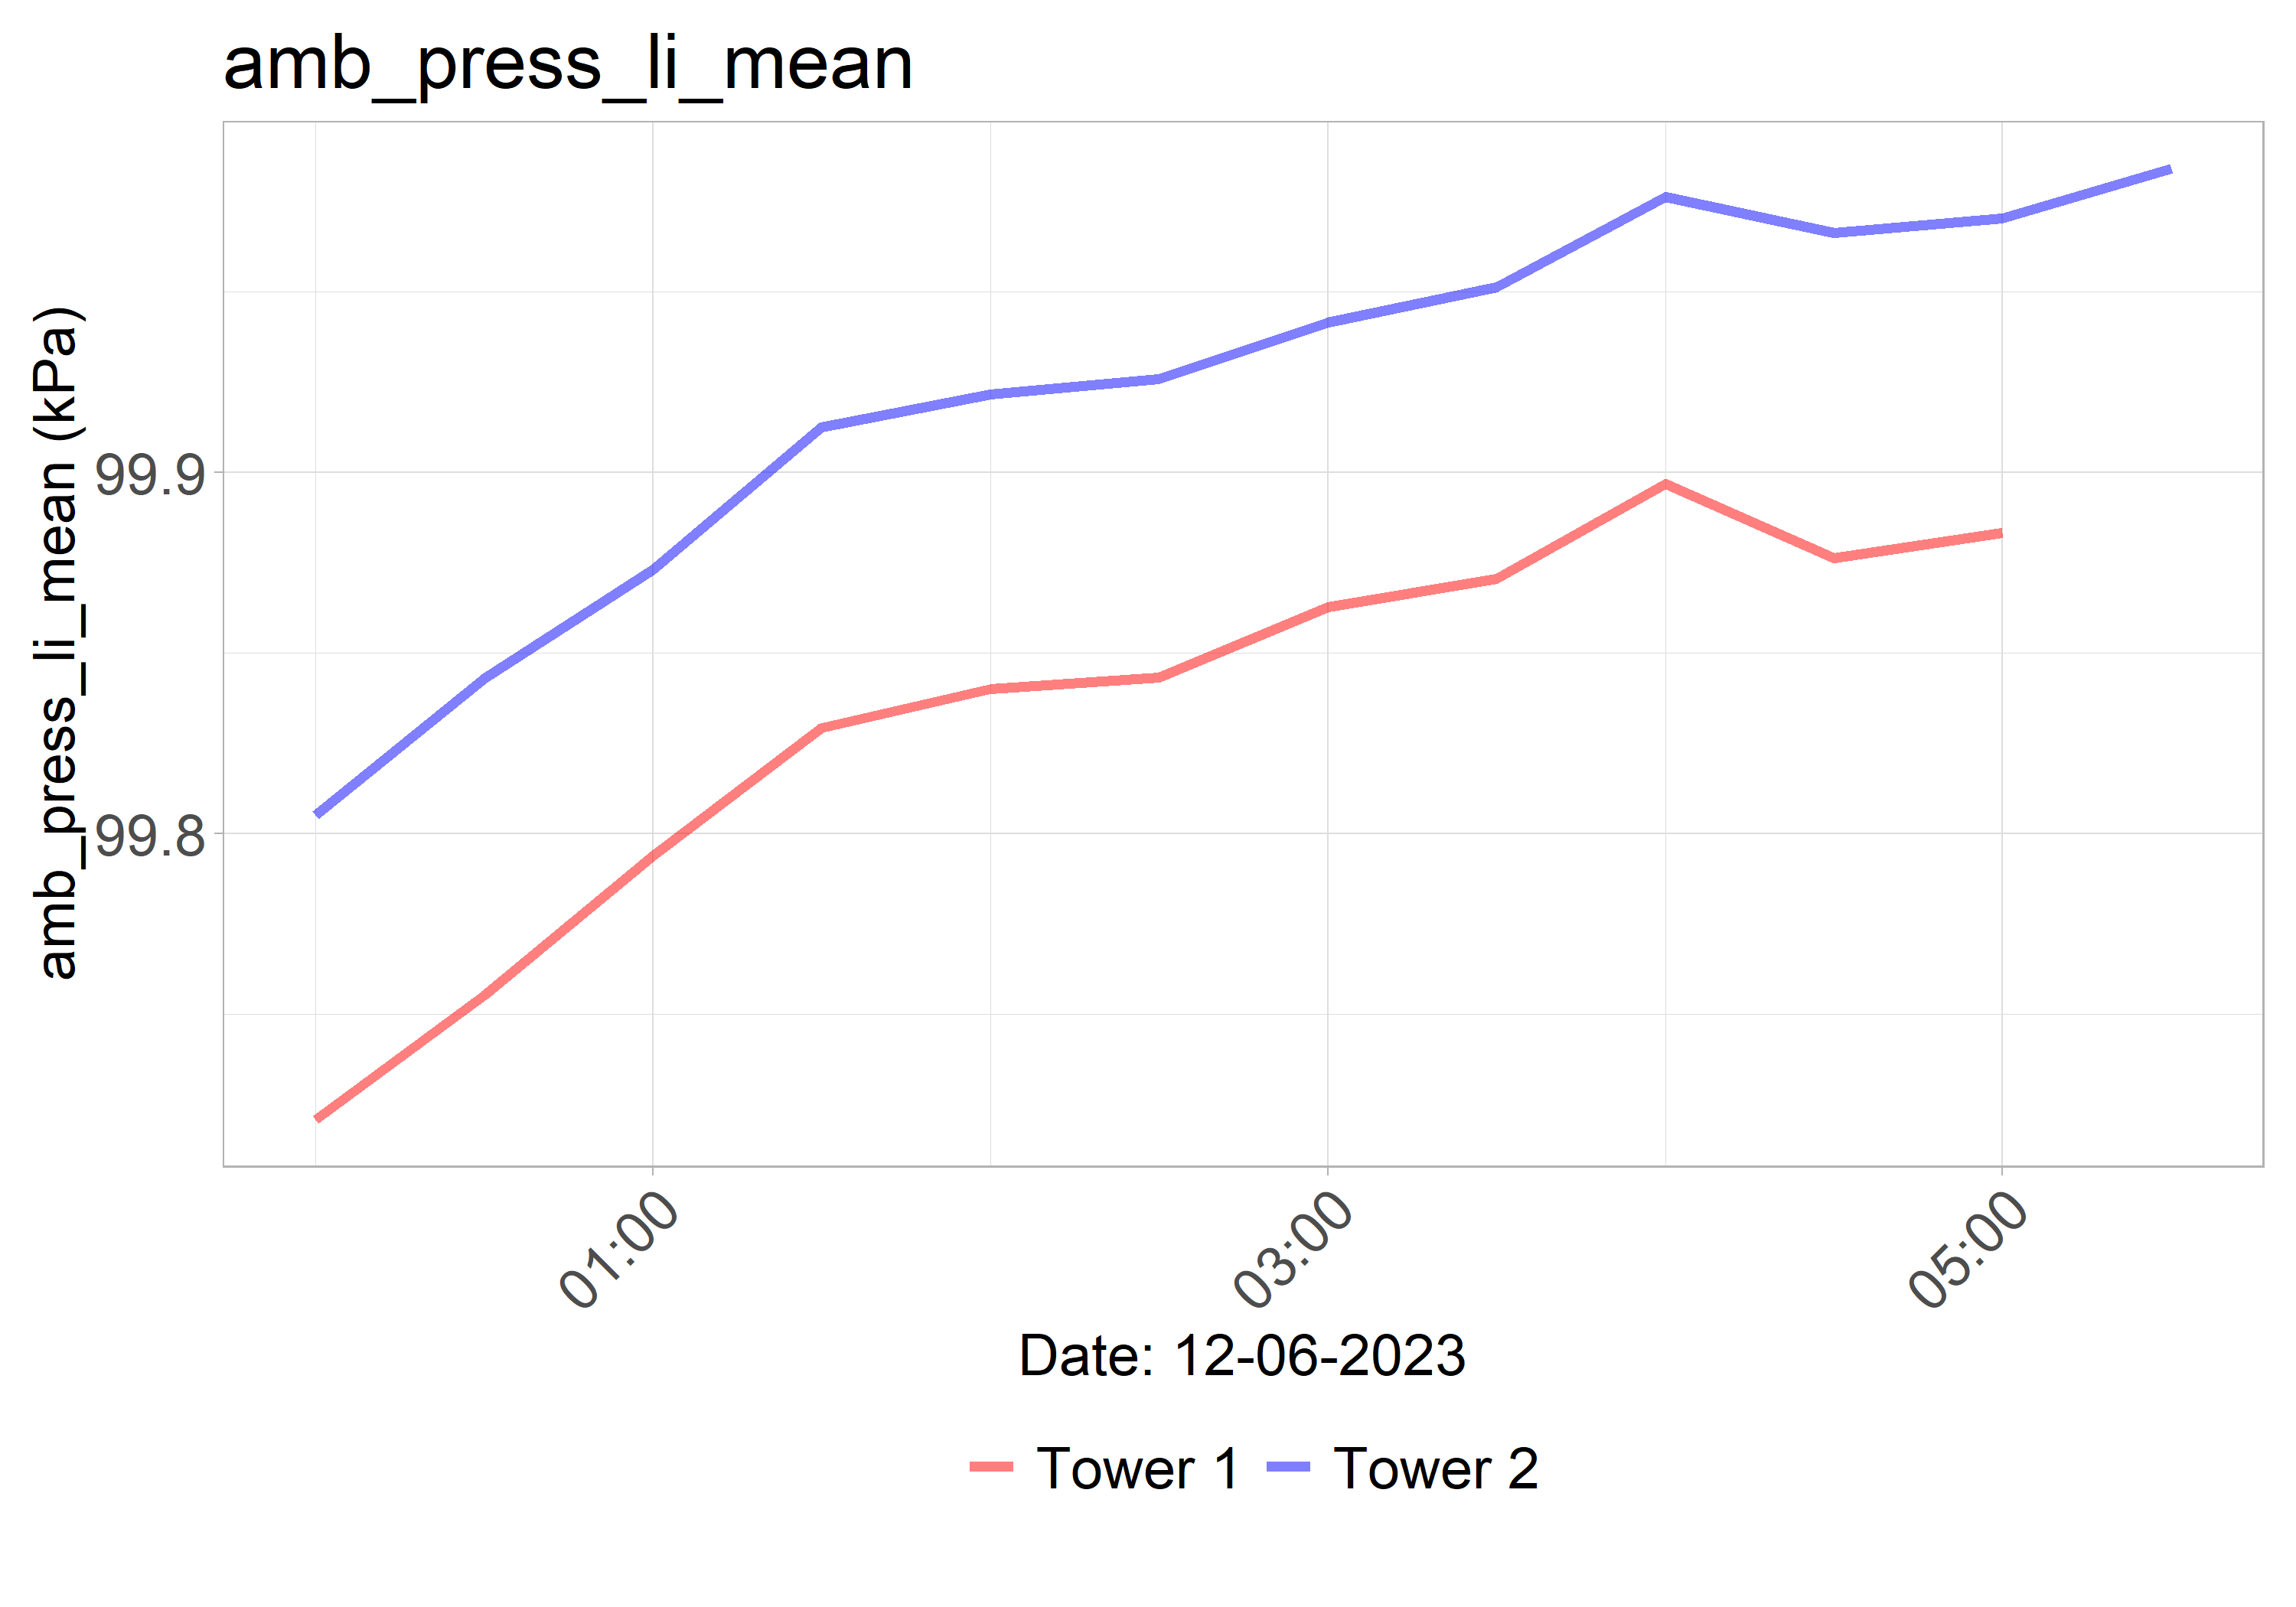 amb_press_li_mean
amb_press_li_mean (kPa)
99.9
99.8
01:00
03:00
05:00
Date: 12-06-2023
Tower 1
Tower 2